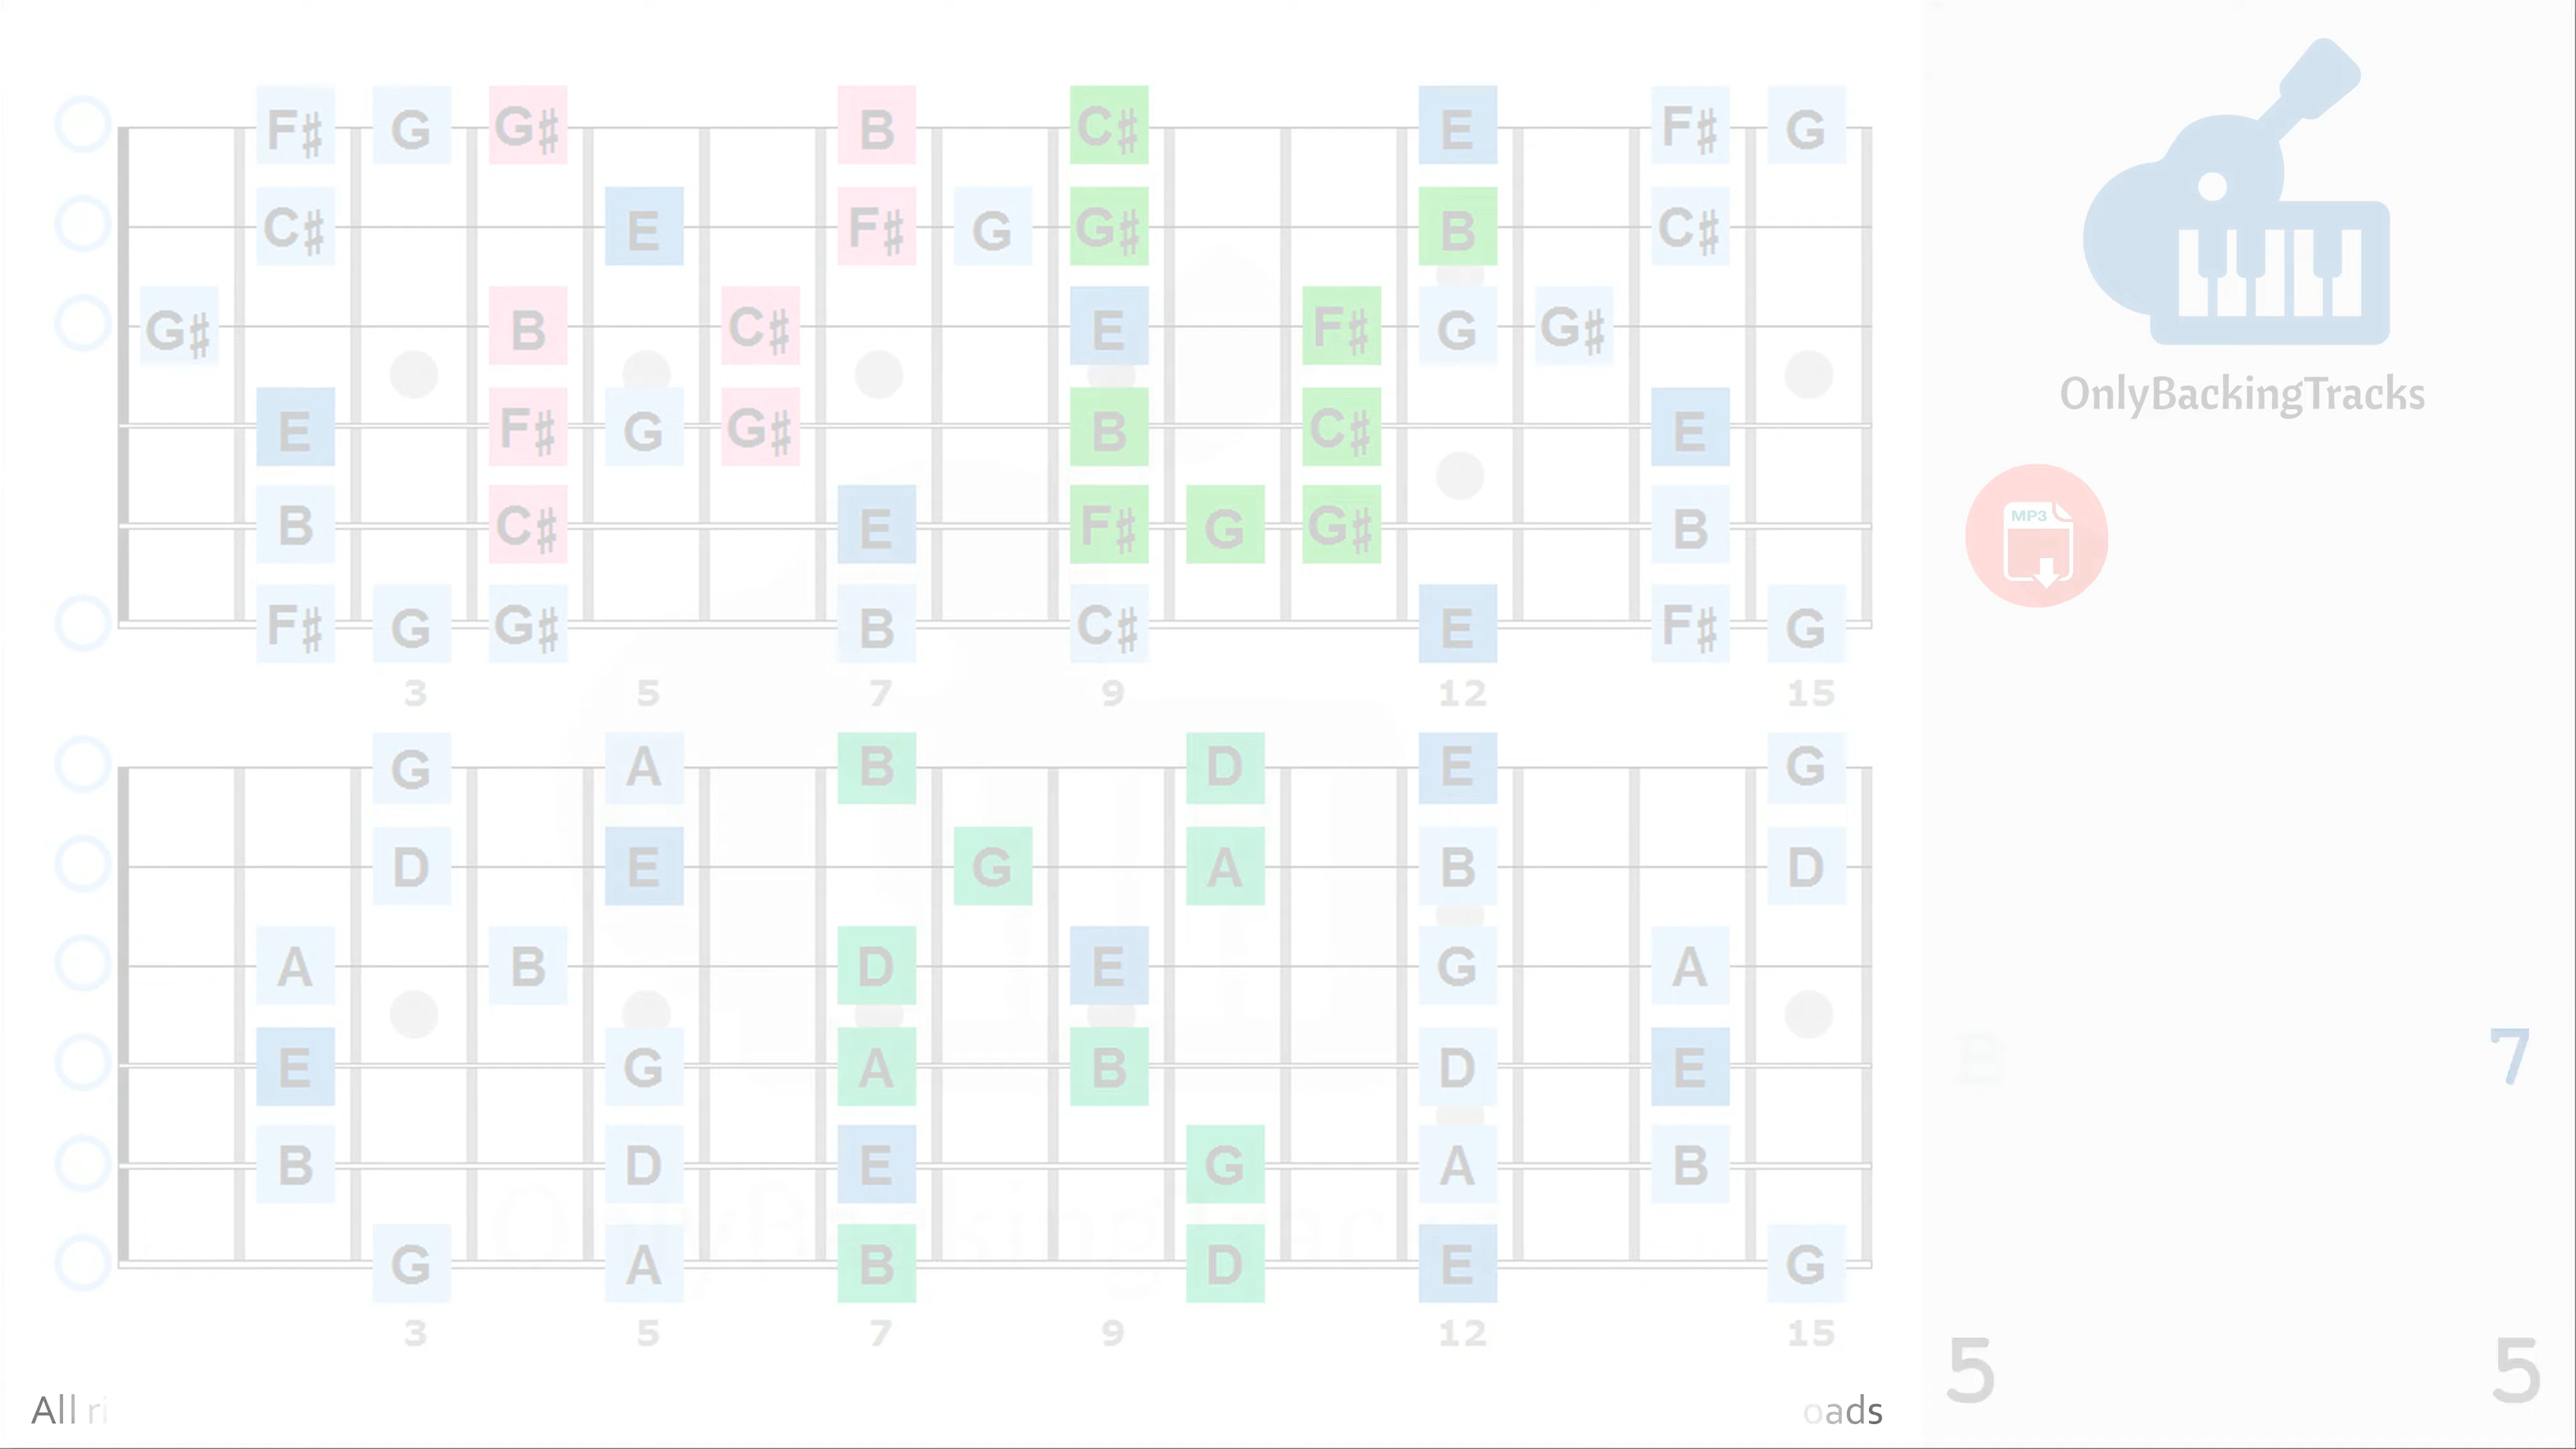 F♯ G G♯ B C♯ E F♯ G
C♯ E F♯ G G♯ B C♯
G♯ B C♯ E F♯ G G♯
E F♯ G G♯ B C♯ E
B C♯ E F♯ G G♯ B
F♯ G G♯ B C♯ E F♯ G
3 5 7 9 12 15
G A B D E G
D E G A B D
A B D E G A
E G A B D E
B D E G A B
G A B D E G
3 5 7 9 12 15
All ri
oads
OnlyBackingTracks
MP3
B 7
5 5